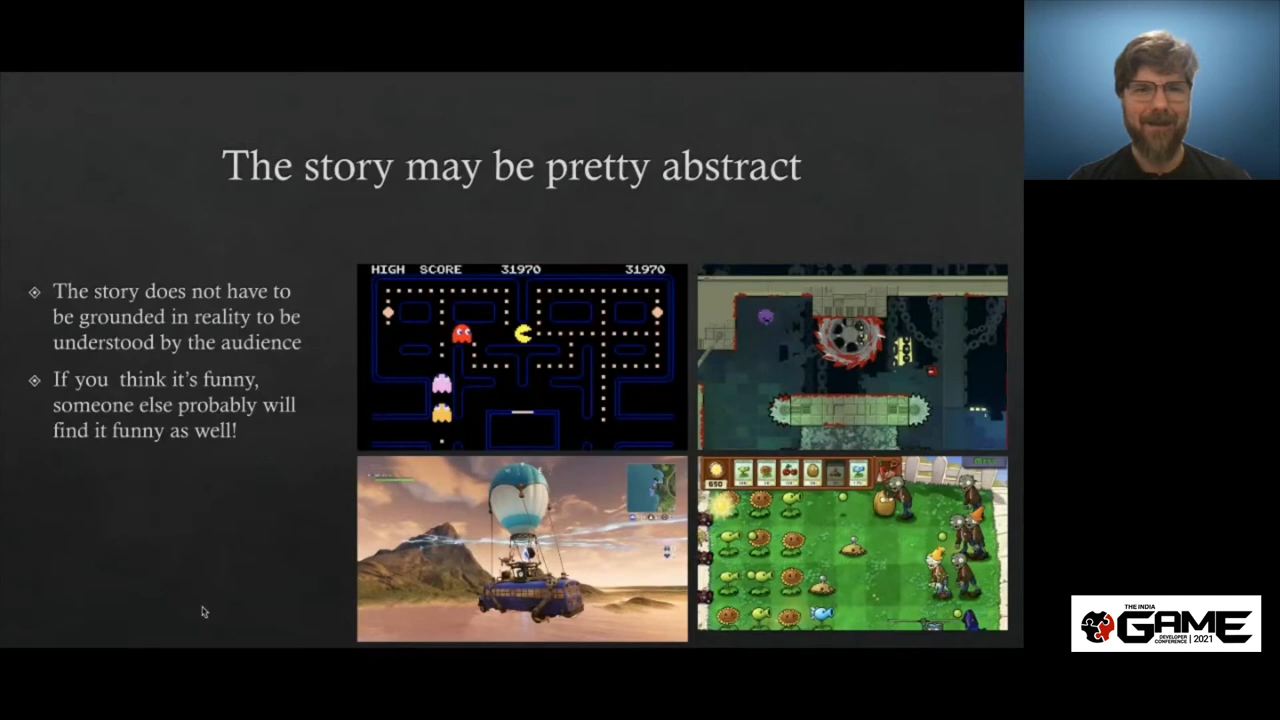 The story may be pretty abstract
The story does not have to
be grounded in reality to be
understood by the audience
If you think it's funny,
someone else probably will
find it funny as well!
HIGH SCORE 31970 31970
650
THE INDIA
GAME
DEVELOPER
CONFERENCE | 2021